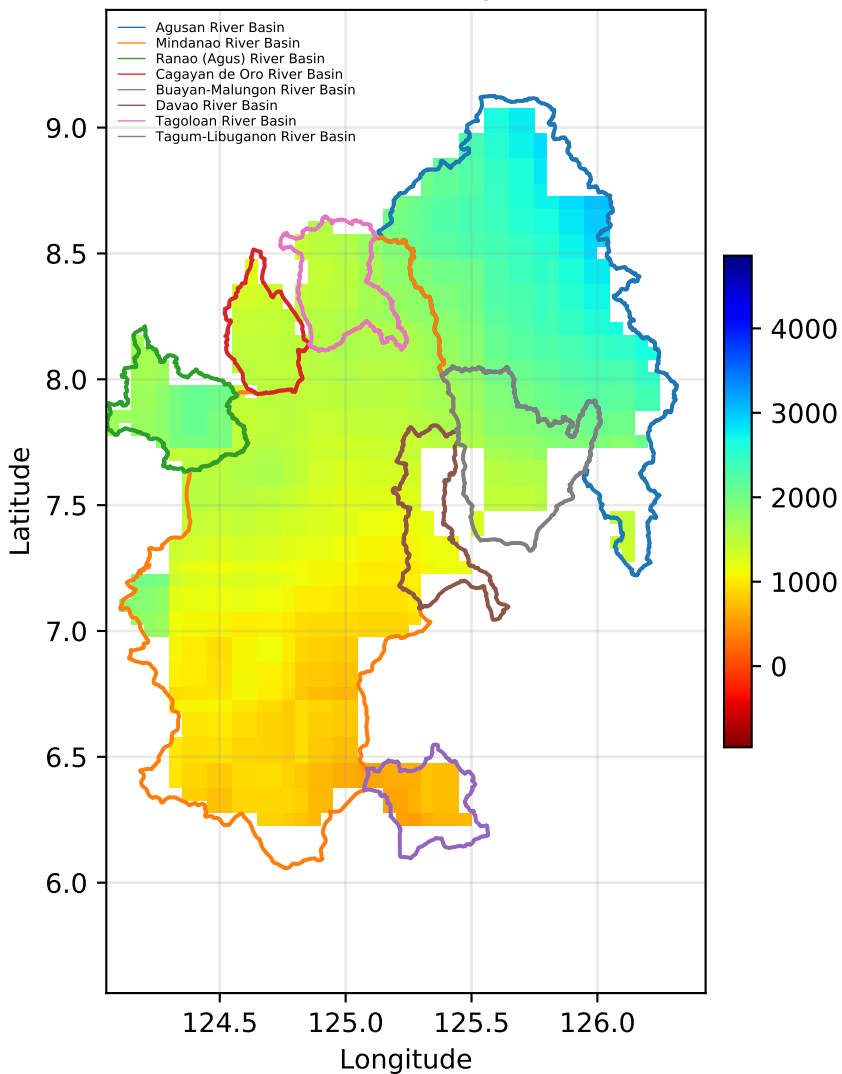 Agusan River Basin
Mindanao River Basin
Ranao (Agus) River Basin
Cagayan de Oro River Basin
Buayan-Malungon River Basin
Davao River Basin
Tagoloan River Basin
Tagum-Libuganon River Basin
9.0
8.5
8.0
7.5
7.0
6.5
6.0
Latitude
124.5 125.0 125.5 126.0
Longitude
4000
3000
2000
1000
0